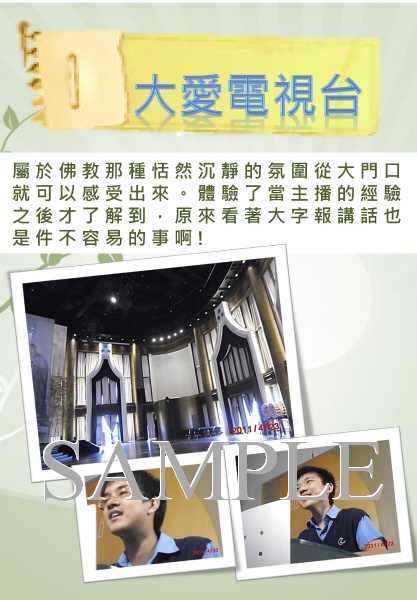 大愛電視台
屬於佛教那種恬然沉靜的氛圍從大門口
就可以感受出來。體驗了當主播的經驗
之後才了解到，原來看著大字報講話也
是件不容易的事啊！
2011/4/23
SAMPLE
2011/4/23
2011/4/23